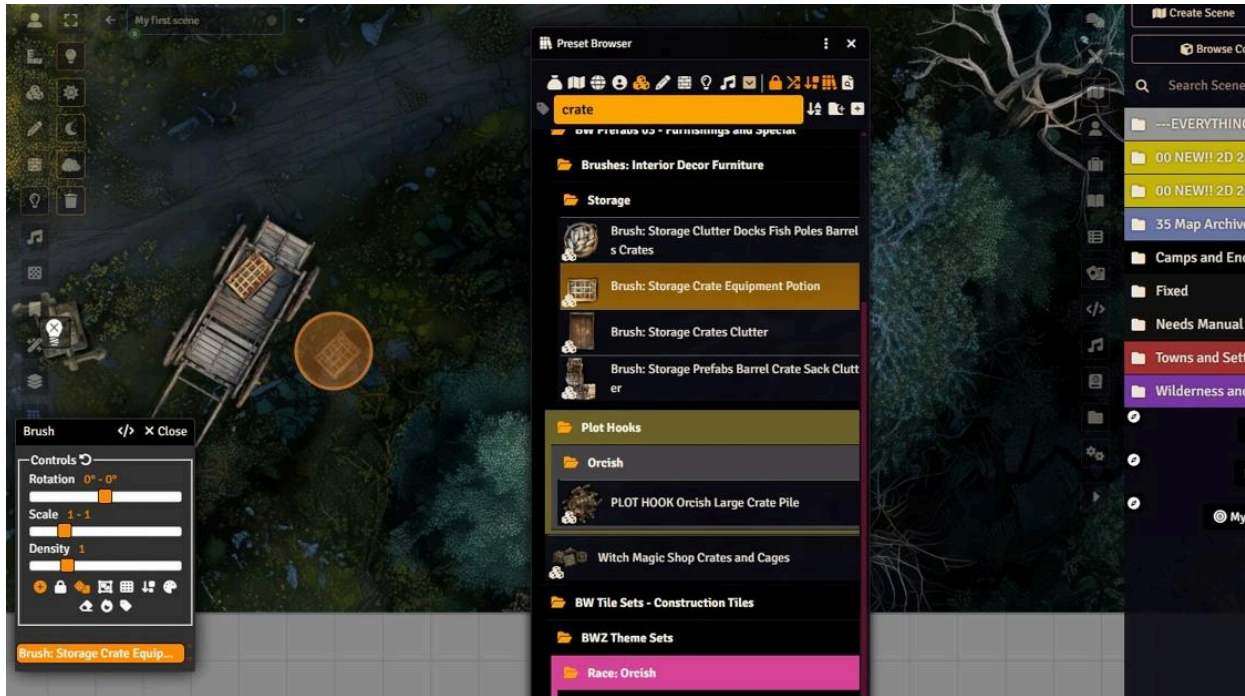 My first scene
Preset Browser
crate
BW Prefabs 03 - Furnishings and Special
Brushes: Interior Decor Furniture
Storage
Brush: Storage Clutter Docks Fish Poles Barrel
s Crates
Brush: Storage Crate Equipment Potion
Brush: Storage Crates Clutter
Brush: Storage Prefabs Barrel Crate Sack Clutt
er
Plot Hooks
Orcish
PLOT HOOK Orcish Large Crate Pile
Witch Magic Shop Crates and Cages
BW Tile Sets - Construction Tiles
BWZ Theme Sets
Race: Orcish
Brush
</> × Close
Controls
Rotation 0° - 0°
Scale 1 - 1
Density 1
Brush: Storage Crate Equip...
Create Scene
Browse Co
Search Scene
---EVERYTHING
00 NEW!! 2D 2
00 NEW!! 2D 2
35 Map Archiv
Camps and Enc
Fixed
Needs Manual
Towns and Sett
Wilderness and
My